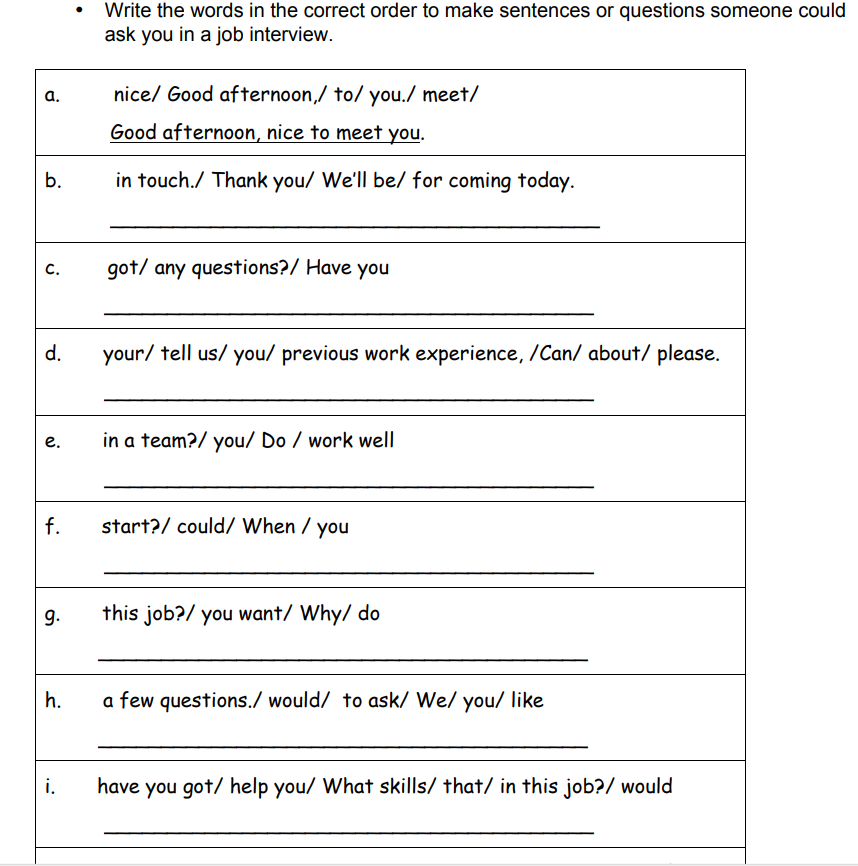 • Write the words in the correct order to make sentences or questions someone could
ask you in a job interview.
a. nice/ Good afternoon,/ to/ you./ meet/
Good afternoon, nice to meet you.
b. in touch./ Thank you/ We'll be/ for coming today.
c. got/ any questions?/ Have you
d. your/ tell us/ you/ previous work experience, /Can/ about/ please.
e. in a team?/ you/ Do / work well
f. start?/ could/ When / you
g. this job?/ you want/ Why/ do
h. a few questions./ would/ to ask/ We/ you/ like
i. have you got/ help you/ What skills/ that/ in this job?/ would